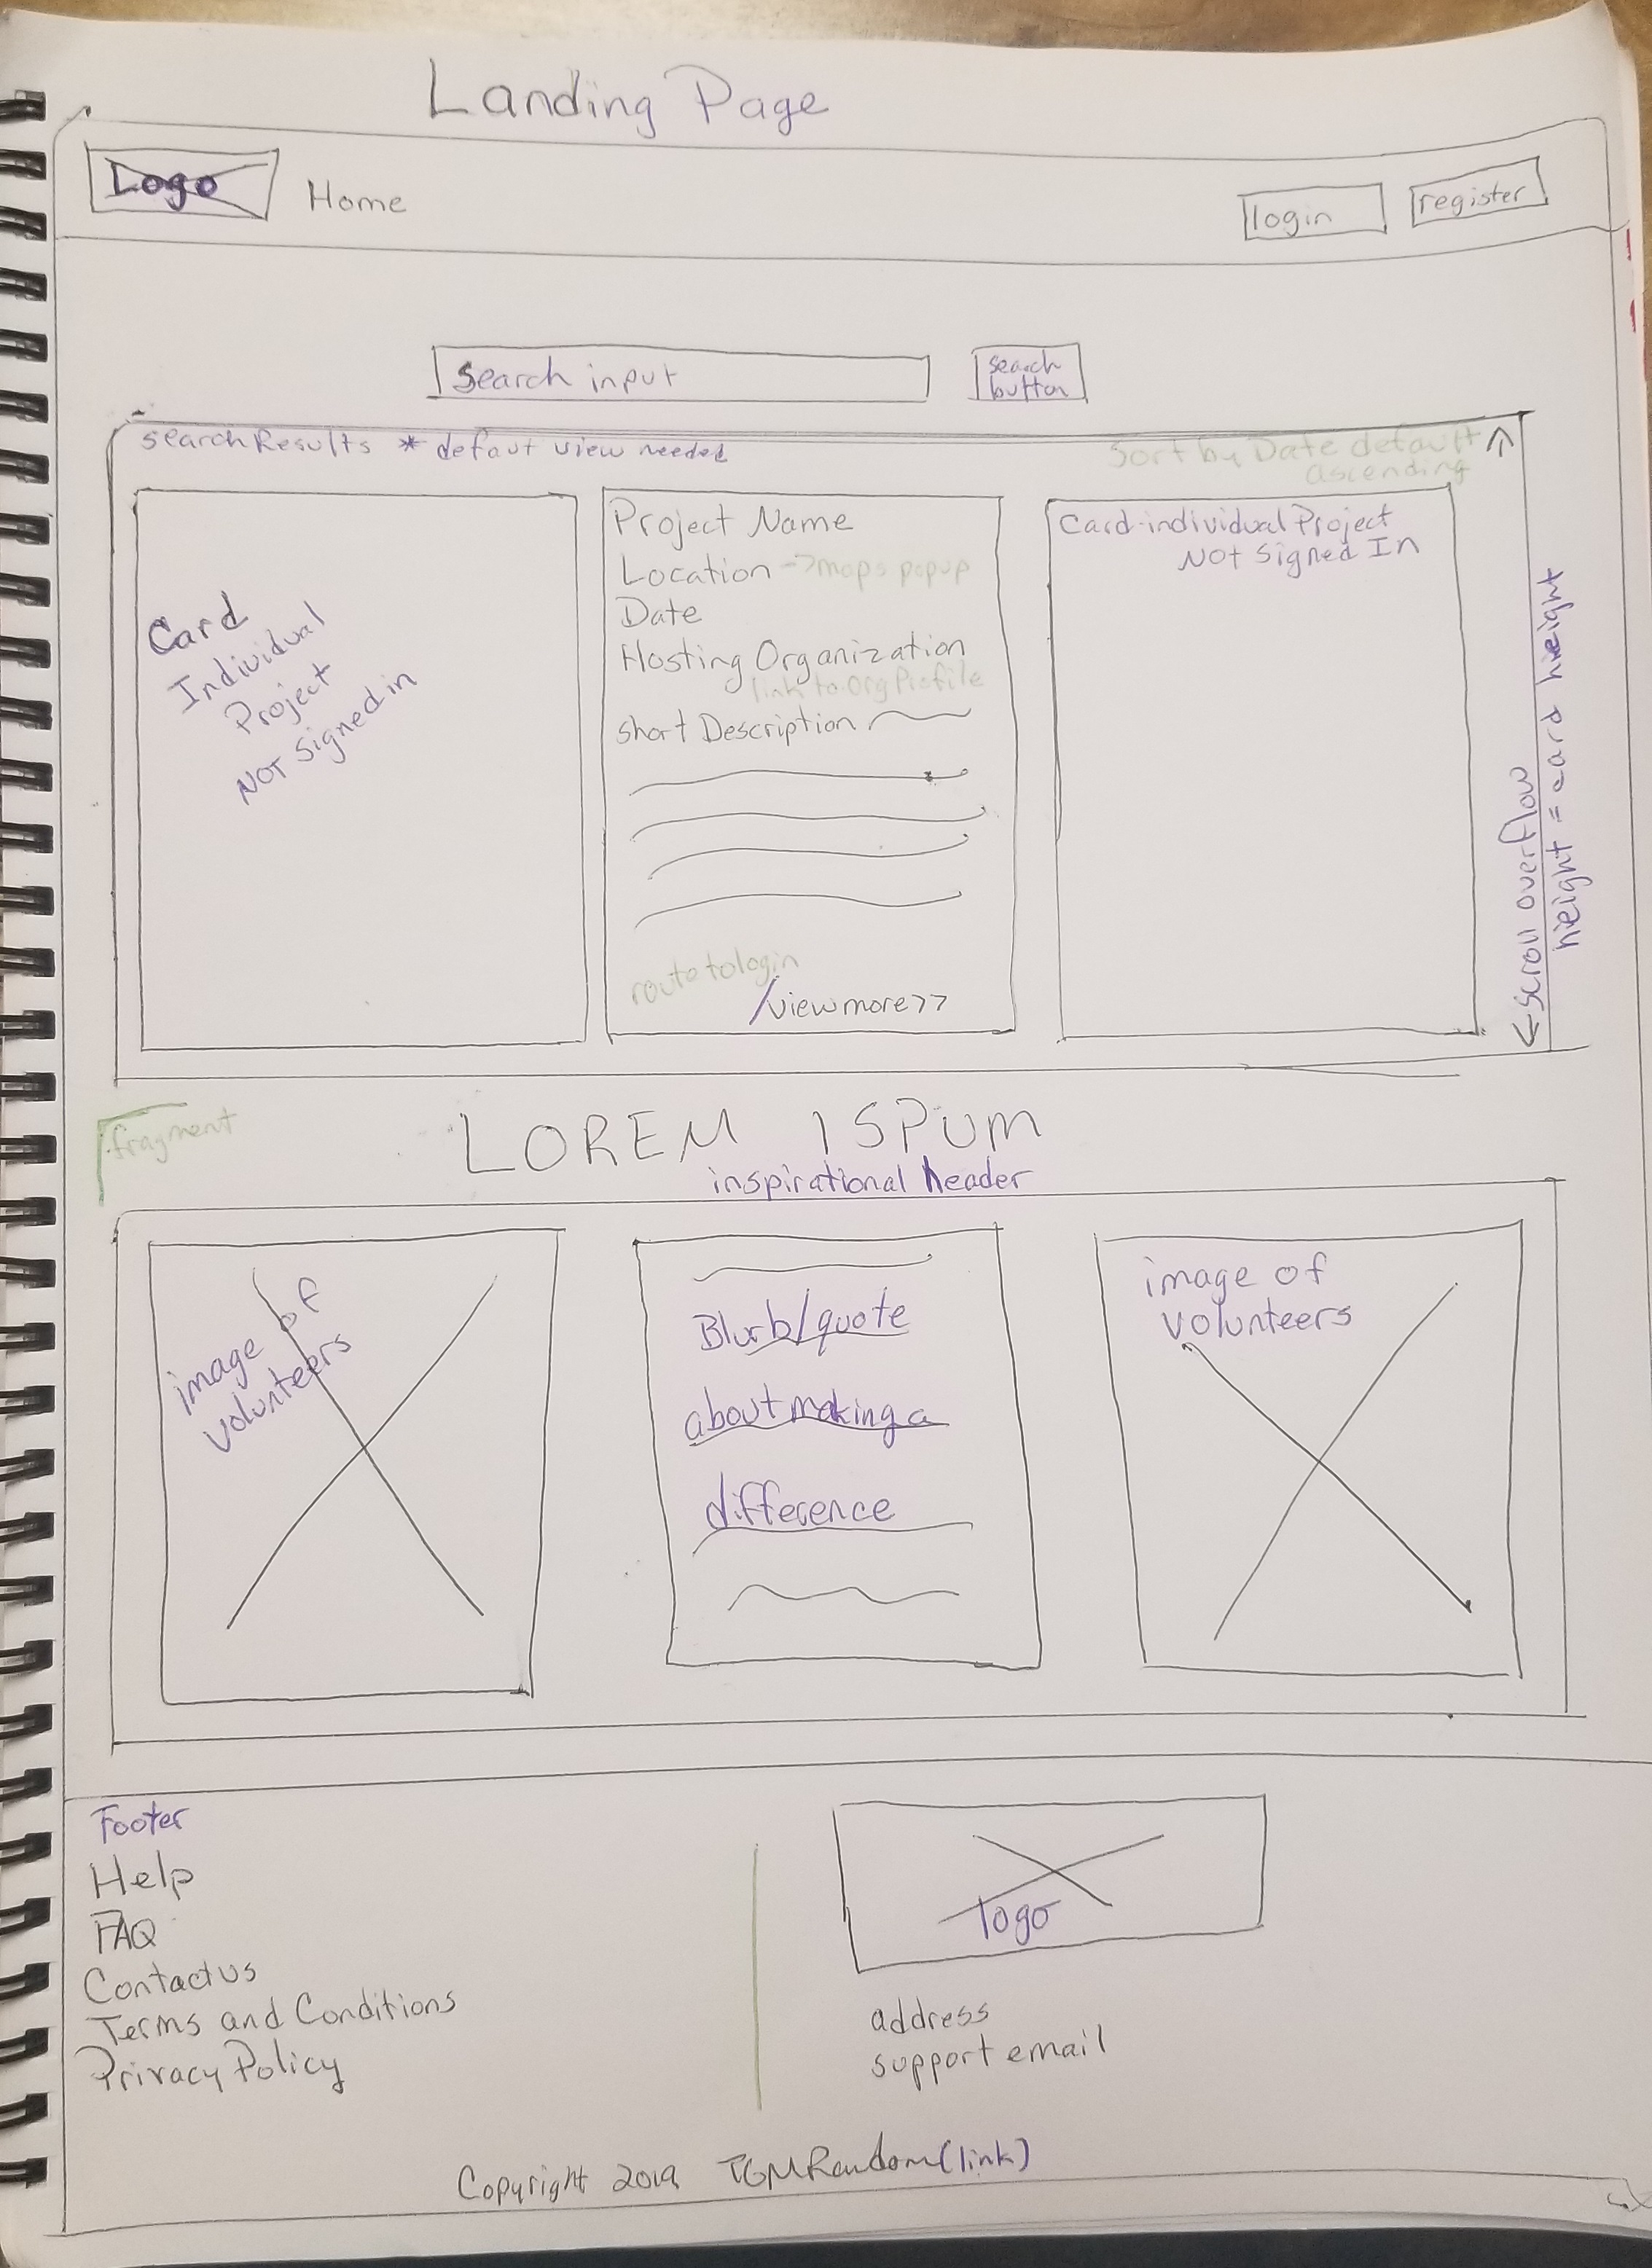 Landing Page
Logo
Home
login
register
search input
search
button
searchResults * defaut view needed
Sort by Date default
ascending
Card
Individual
Project
Not Signed in
Project Name
Location -> maps popup
Date
Hosting Organization
link to Org Profile
short Description
route to login
/view more >>
Card-individual Project
Not Signed In
←scroll overflow
hieight = card hieight
fragment
LOREM ISPUM
inspirational header
image of
volunteers
Blurb/quote
about making a
difference
image of
volunteers
Footer
Help
FAQ
Contact us
Terms and Conditions
Privacy Policy
logo
address
support email
Copyright 2019 TGMRandom (link)